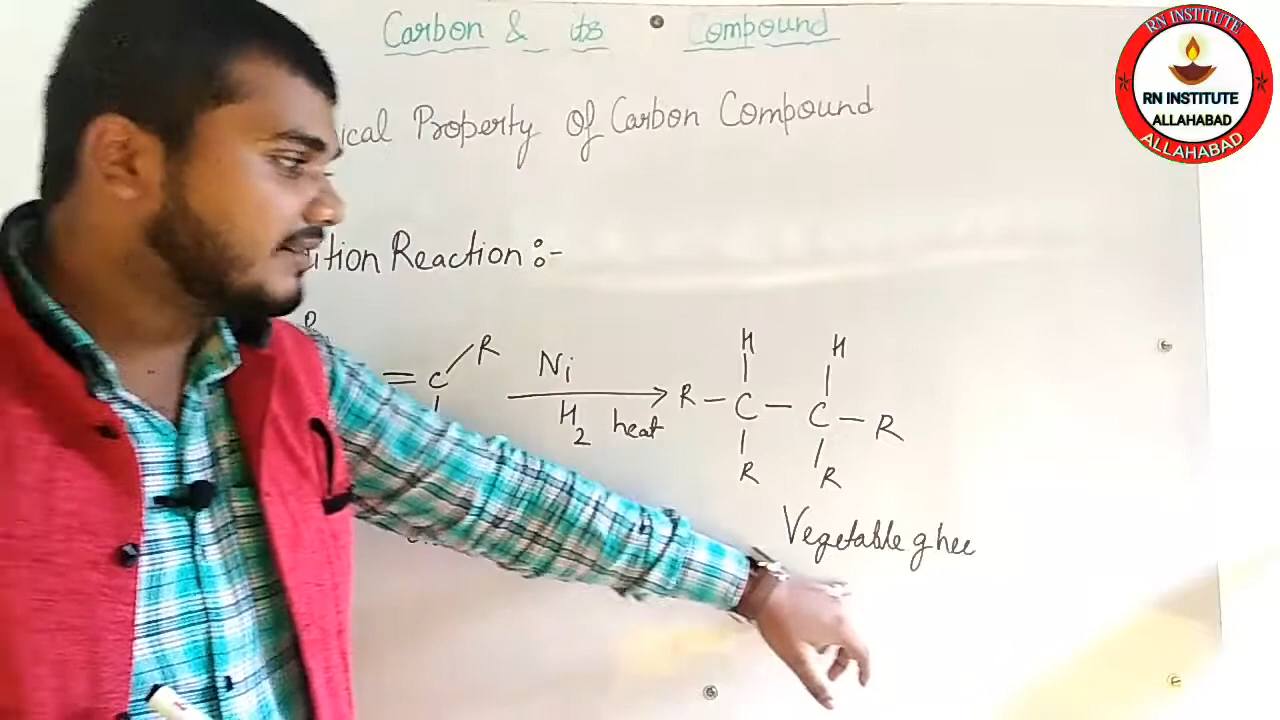 Carbon & its Compound
ical Property of Carbon Compound
ition Reaction :-
R
= C R
Ni
H2 heat
H H
R - C - C - R
R R
Vegetable ghee
RN INSTITUTE
RN INSTITUTE
ALLAHABAD
ALLAHABAD